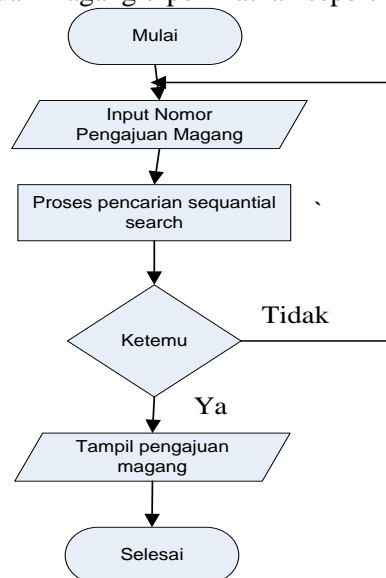 Mulai
Input Nomor
Pengajuan Magang
Proses pencarian sequantial
search
`
Ketemu
Tidak
Ya
Tampil pengajuan
magang
Selesai